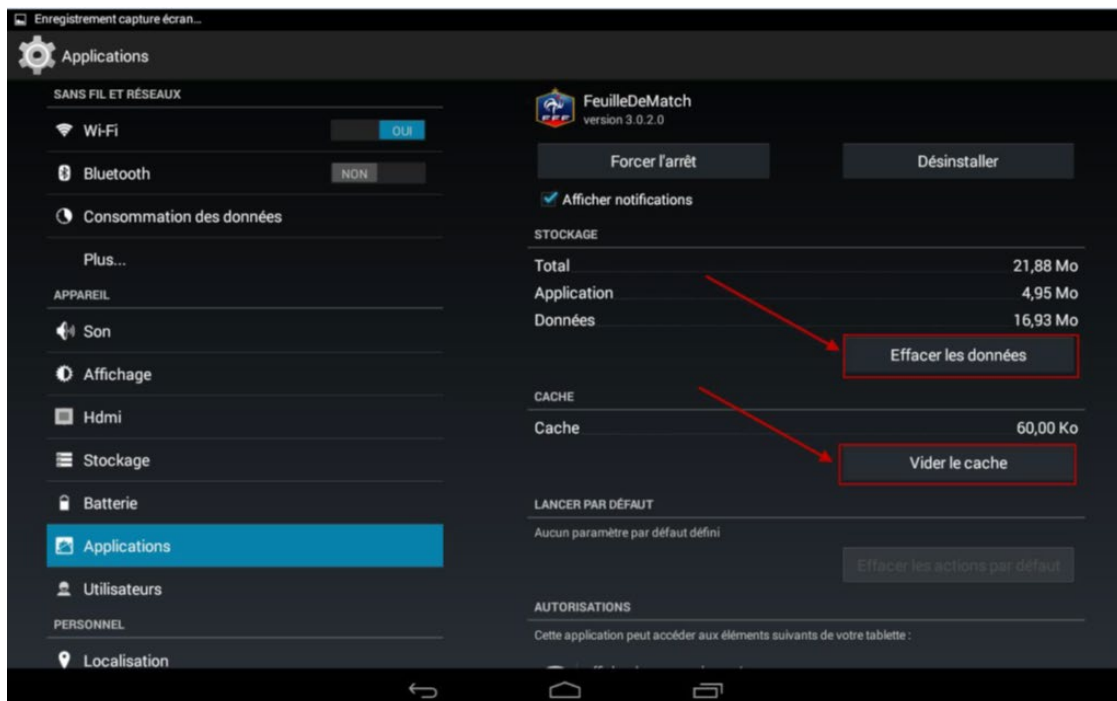 Enregistrement capture écran...
Applications
SANS FIL ET RÉSEAUX
Wi-Fi
OUI
Bluetooth
NON
Consommation des données
Plus...
APPAREIL
Son
Affichage
Hdmi
Stockage
Batterie
Applications
Utilisateurs
PERSONNEL
Localisation
FeuilleDeMatch
version 3.0.2.0
Forcer l'arrêt
Désinstaller
Afficher notifications
STOCKAGE
Total 21,88 Mo
Application 4,95 Mo
Données 16,93 Mo
Effacer les données
CACHE
Cache 60,00 Ko
Vider le cache
LANCER PAR DÉFAUT
Aucun paramètre par défaut défini
Effacer les actions par défaut
AUTORISATIONS
Cette application peut accéder aux éléments suivants de votre tablette :